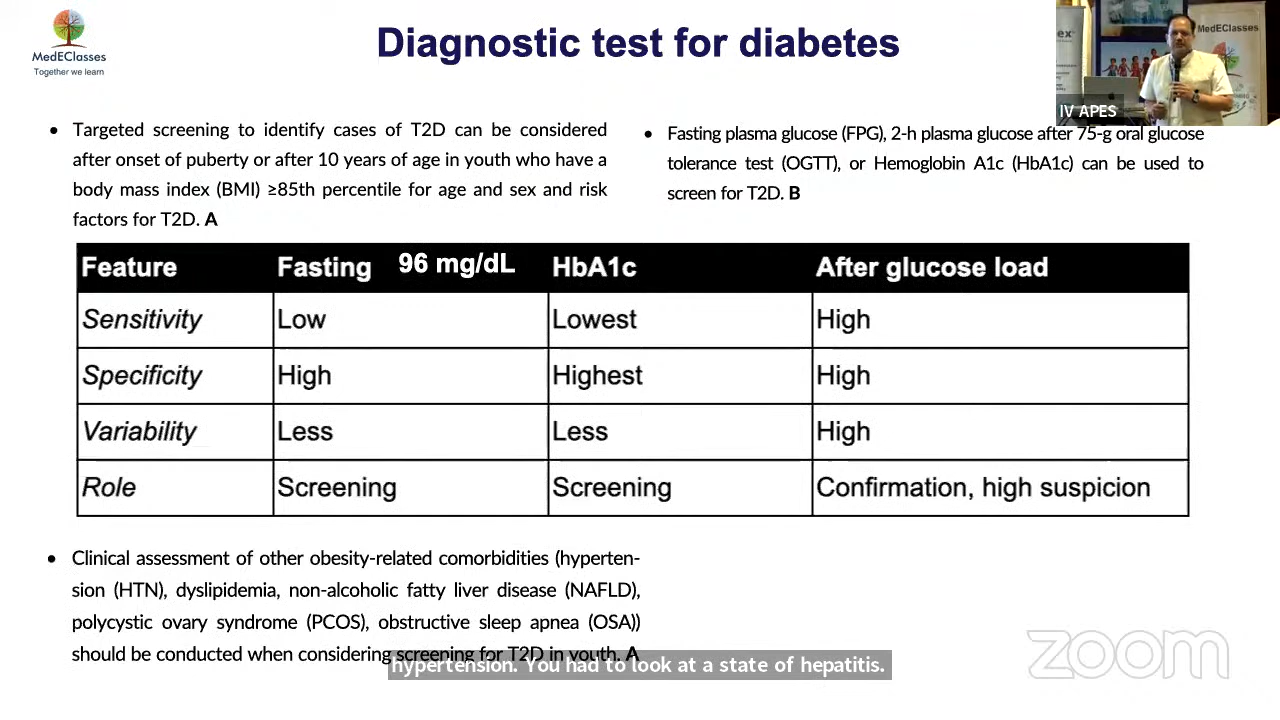 MedEClasses
Together we learn
Diagnostic test for diabetes
MedEClasses
IV APES
• Targeted screening to identify cases of T2D can be considered
after onset of puberty or after 10 years of age in youth who have a
body mass index (BMI) ≥85th percentile for age and sex and risk
factors for T2D. A
• Fasting plasma glucose (FPG), 2-h plasma glucose after 75-g oral glucose
tolerance test (OGTT), or Hemoglobin A1c (HbA1c) can be used to
screen for T2D. B
Feature Fasting 96 mg/dL HbA1c After glucose load
Sensitivity Low Lowest High
Specificity High Highest High
Variability Less Less High
Role Screening Screening Confirmation, high suspicion
• Clinical assessment of other obesity-related comorbidities (hyperten-
sion (HTN), dyslipidemia, non-alcoholic fatty liver disease (NAFLD),
polycystic ovary syndrome (PCOS), obstructive sleep apnea (OSA))
should be conducted when considering screening for T2D in youth. A
hypertension. You had to look at a state of hepatitis.
zoom